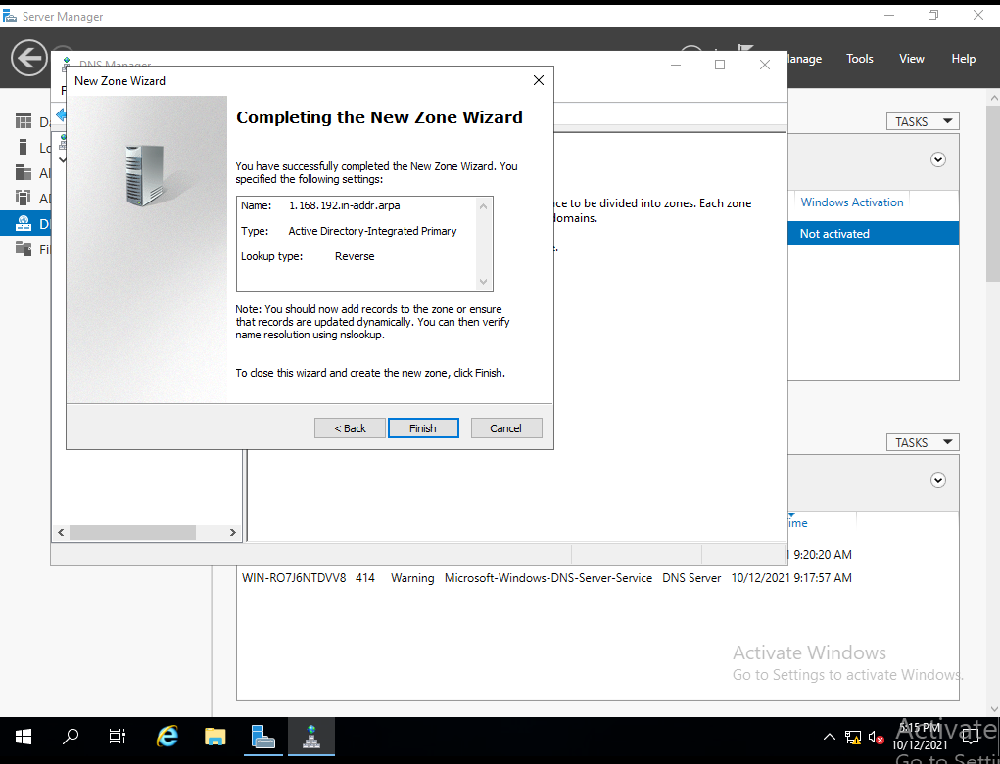 Server Manager
Manage Tools View Help
DNS Manager
New Zone Wizard
Completing the New Zone Wizard
You have successfully completed the New Zone Wizard. You
specified the following settings:
Name: 1.168.192.in-addr.arpa
Type: Active Directory-Integrated Primary
Lookup type: Reverse
Note: You should now add records to the zone or ensure
that records are updated dynamically. You can then verify
name resolution using nslookup.
To close this wizard and create the new zone, click Finish.
< Back
Finish
Cancel
to be divided into zones. Each zone
domains.
TASKS
Windows Activation
Not activated
TASKS
9:20:20 AM
WIN-RO7J6NTDVV8 414 Warning Microsoft-Windows-DNS-Server-Service DNS Server 10/12/2021 9:17:57 AM
Activate Windows
Go to Settings to activate Windows.
5:15 PM
10/12/2021
Activate
Go to Setti